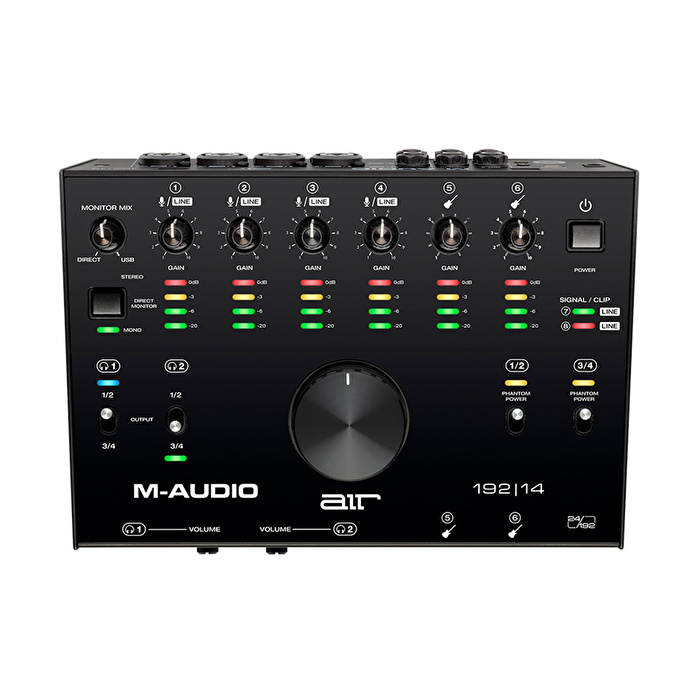 1 2 3 4 5 6
/ LINE / LINE / LINE / LINE
MONITOR MIX
DIRECT USB
GAIN GAIN GAIN GAIN GAIN GAIN
POWER
STEREO
DIRECT
MONITOR
MONO
0dB 0dB 0dB 0dB 0dB 0dB
-3 -3 -3 -3 -3 -3
-6 -6 -6 -6 -6 -6
-20 -20 -20 -20 -20 -20
SIGNAL / CLIP
7 LINE
8 LINE
1 2
1/2 1/2
OUTPUT
3/4 3/4
1/2 3/4
PHANTOM
POWER
PHANTOM
POWER
M-AUDIO
air
192|14
1 VOLUME VOLUME 2
5 6
24/192